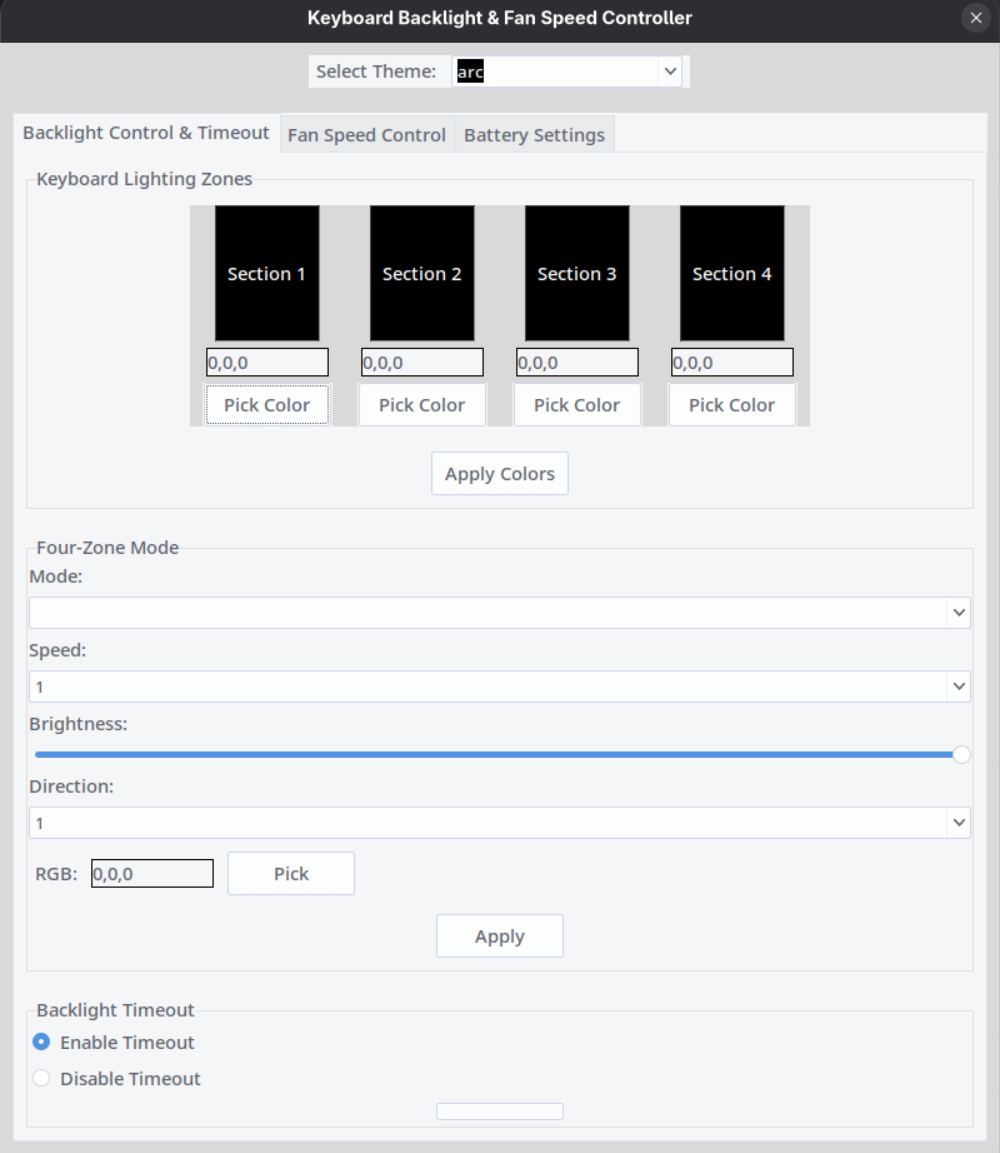 Keyboard Backlight & Fan Speed Controller
Select Theme: arc
Backlight Control & Timeout Fan Speed Control Battery Settings
Keyboard Lighting Zones
Section 1 Section 2 Section 3 Section 4
0,0,0 0,0,0 0,0,0 0,0,0
Pick Color Pick Color Pick Color Pick Color
Apply Colors
Four-Zone Mode
Mode:
Speed:
1
Brightness:
Direction:
1
RGB: 0,0,0 Pick
Apply
Backlight Timeout
Enable Timeout
Disable Timeout